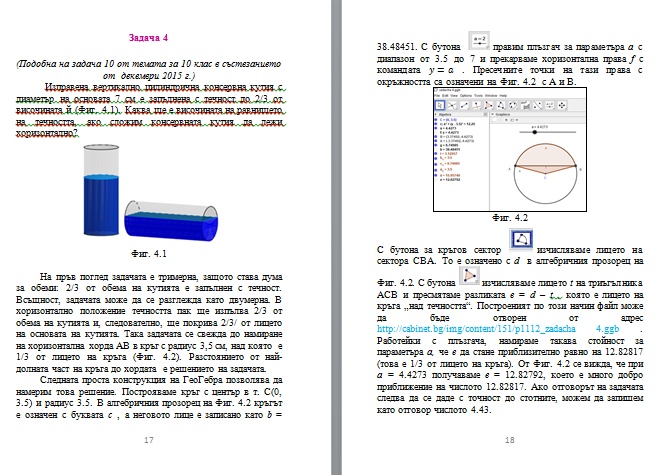 Задача 4
(Подобна на задача 10 от темата за 10 клас в състезанието
от декември 2015 г.)
Изправена вертикално цилиндрична консервна кутия с
диаметър на основата 7 см е запълнена с течност до 2/3 от
височината й (Фиг. 4.1). Каква ще е височината на равнището
на течността, ако сложим консервната кутия да лежи
хоризонтално?
Фиг. 4.1
На пръв поглед задачата е тримерна, защото става дума
за обеми: 2/3 от обема на кутията е запълнен с течност.
Всъщност, задачата може да се разглежда като двумерна. В
хоризонтално положение течността пак ще изпълва 2/3 от
обема на кутията и, следователно, ще покрива 2/3/ от лицето
на основата на кутията. Така задачата се свежда до намиране
на хоризонтална хорда АВ в кръг с радиус 3,5 см, над която е
1/3 от лицето на кръга (Фиг. 4.2). Разстоянието от най-
долната част на кръга до хордата е решението на задачата.
Следната проста конструкция на ГеоГебра позволява да
намерим това решение. Построяваме кръг с център в т. С(0,
3.5) и радиус 3.5. В алгебричния прозорец на Фиг. 4.2 кръгът
е означен с буквата c , а неговото лице е записано като b =
17
38.48451. С бутона a = 2 правим плъзгач за параметъра a с
диапазон от 3.5 до 7 и прекарваме хоризонтална права f с
командата y = a . Пресечните точки на тази права с
окръжността са означени на Фиг. 4.2 с А и В.
Фиг. 4.2
С бутона за кръгов сектор изчисляваме лицето на
сектора СВА. То е означено с d в алгебричния прозорец на
Фиг. 4.2. С бутона изчисляваме лицето t на триъгълника
АСВ и пресмятаме разликата e = d – t, която е лицето на
кръга „над течността“. Построеният по този начин файл може
да бъде отворен от адрес
http://cabinet.bg/img/content/151/p1112_zadacha 4.ggb .
Работейки с плъзгача, намираме такава стойност за
параметъра a, че e да стане приблизително равно на 12.82817
(това е 1/3 от лицето на кръга). От Фиг. 4.2 се вижда, че при
a = 4.4273 получаваме e = 12.82792, което е много добро
приближение на числото 12.82817. Ако отговорът на задачата
следва да се даде с точност до стотните, можем да запишем
като отговор числото 4.43.
18